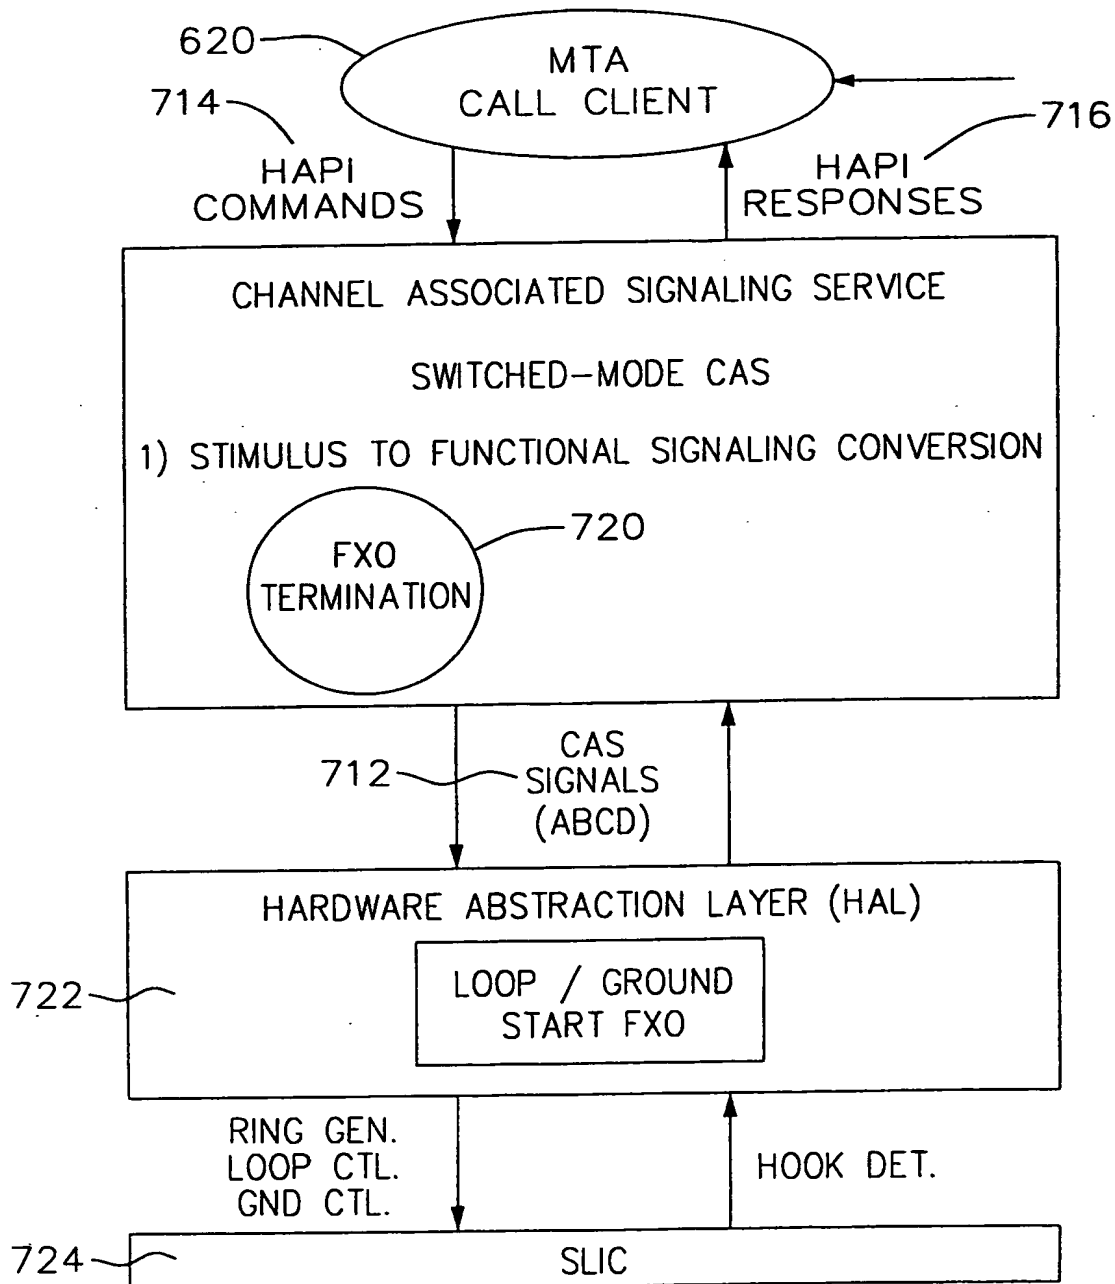 620
MTA
CALL CLIENT
714
716
HAPI
COMMANDS
HAPI
RESPONSES
CHANNEL ASSOCIATED SIGNALING SERVICE
SWITCHED-MODE CAS
1) STIMULUS TO FUNCTIONAL SIGNALING CONVERSION
720
FXO
TERMINATION
712
CAS
SIGNALS
(ABCD)
HARDWARE ABSTRACTION LAYER (HAL)
722
LOOP / GROUND
START FXO
RING GEN.
LOOP CTL.
GND CTL.
HOOK DET.
724
SLIC